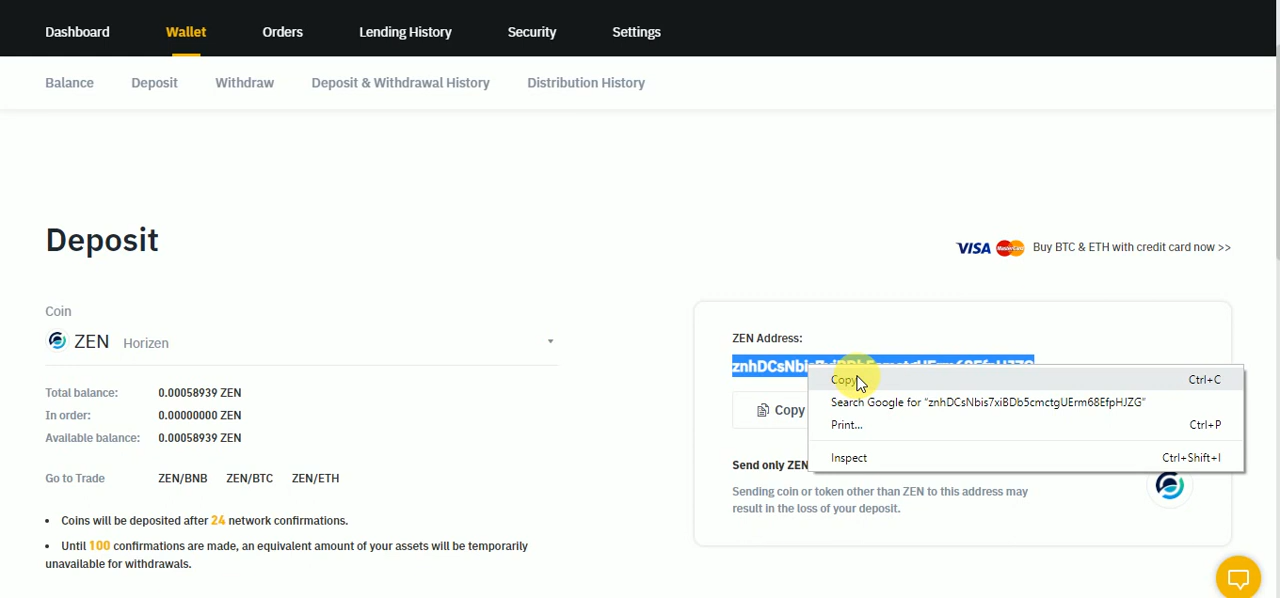 Dashboard Wallet Orders Lending History Security Settings
Balance Deposit Withdraw Deposit & Withdrawal History Distribution History
Deposit
VISA MasterCard Buy BTC & ETH with credit card now >>
Coin
ZEN Horizen
Total balance: 0.00058939 ZEN
In order: 0.00000000 ZEN
Available balance: 0.00058939 ZEN
Go to Trade ZEN/BNB ZEN/BTC ZEN/ETH
• Coins will be deposited after 24 network confirmations.
• Until 100 confirmations are made, an equivalent amount of your assets will be temporarily
unavailable for withdrawals.
ZEN Address:
znhDCsNbis7xiBDb5cmctgUErm68EfpHJZG
Copy Ctrl+C
Search Google for "znhDCsNbis7xiBDb5cmctgUErm68EfpHJZG"
Print... Ctrl+P
Inspect Ctrl+Shift+I
Copy
Send only ZEN
Sending coin or token other than ZEN to this address may
result in the loss of your deposit.